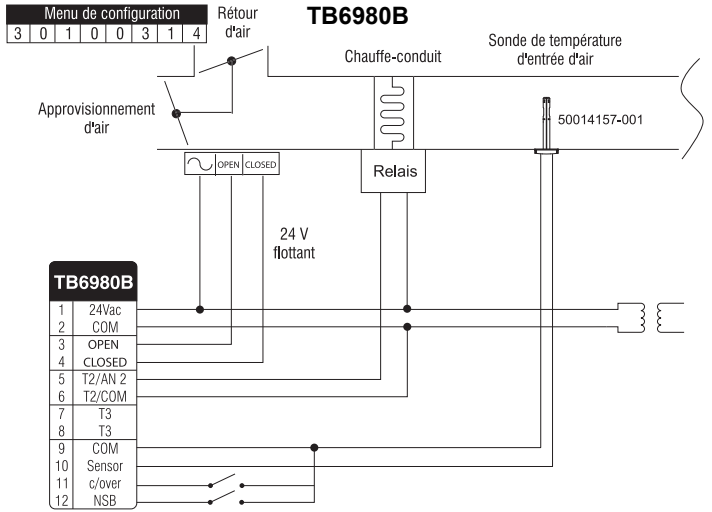 Menu de configuration
3 0 1 0 0 3 1 4
Rétour
d'air
TB6980B
Chauffe-conduit
Sonde de température
d'entrée d'air
Approvisionnement
d'air
50014157-001
OPEN CLOSED
Relais
24 V
flottant
TB6980B
1 24Vac
2 COM
3 OPEN
4 CLOSED
5 T2/AN 2
6 T2/COM
7 T3
8 T3
9 COM
10 Sensor
11 c/over
12 NSB